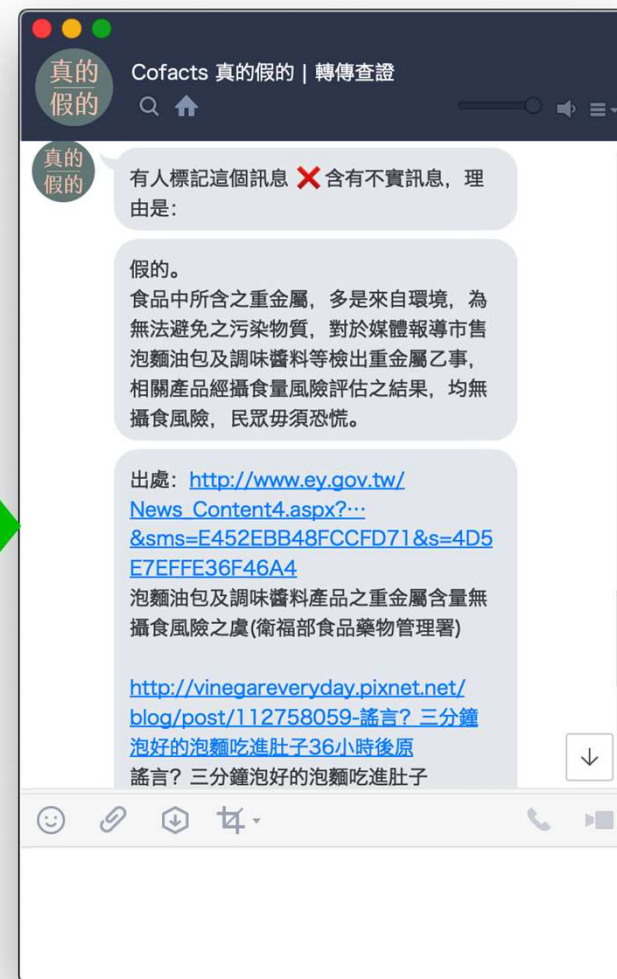 真的
假的
Cofacts 真的假的 | 轉傳查證
真的
假的
有人標記這個訊息 ❌ 含有不實訊息，理
由是：
假的。
食品中所含之重金屬，多是來自環境，為
無法避免之污染物質，對於媒體報導市售
泡麵油包及調味醬料等檢出重金屬乙事，
相關產品經攝食量風險評估之結果，均無
攝食風險，民眾毋須恐慌。
出處：http://www.ey.gov.tw/
News_Content4.aspx?⋯
&sms=E452EBB48FCCFD71&s=4D5
E7EFFE36F46A4
泡麵油包及調味醬料產品之重金屬含量無
攝食風險之虞(衛福部食品藥物管理署)
http://vinegareveryday.pixnet.net/
blog/post/112758059-謠言？三分鐘
泡好的泡麵吃進肚子36小時後原
謠言？三分鐘泡好的泡麵吃進肚子